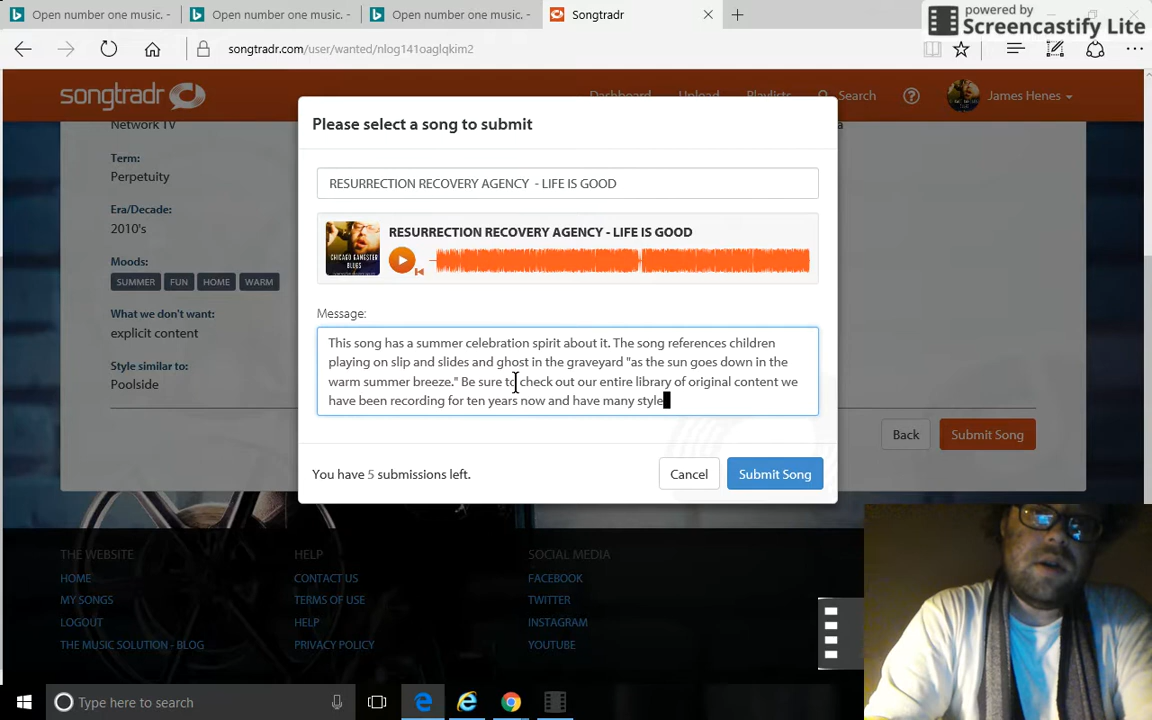 Open number one music. -
Open number one music. -
Open number one music. -
Songtradr
powered by
Screencastify Lite
songtradr.com/user/wanted/nlog141oaglqkim2
songtradr
Dashboard
Upload
Playlists
Search
James Henes
Network TV
Term:
Perpetuity
Era/Decade:
2010's
Moods:
SUMMER
FUN
HOME
WARM
What we don't want:
explicit content
Style similar to:
Poolside
Please select a song to submit
RESURRECTION RECOVERY AGENCY - LIFE IS GOOD
CHICAGO GANGSTER
BLUES
RESURRECTION RECOVERY AGENCY - LIFE IS GOOD
Message:
This song has a summer celebration spirit about it. The song references children
playing on slip and slides and ghost in the graveyard "as the sun goes down in the
warm summer breeze." Be sure to check out our entire library of original content we
have been recording for ten years now and have many style
You have 5 submissions left.
Cancel
Submit Song
Back
Submit Song
THE WEBSITE
HOME
MY SONGS
LOGOUT
THE MUSIC SOLUTION - BLOG
HELP
CONTACT US
TERMS OF USE
HELP
PRIVACY POLICY
SOCIAL MEDIA
FACEBOOK
TWITTER
INSTAGRAM
YOUTUBE
Type here to search